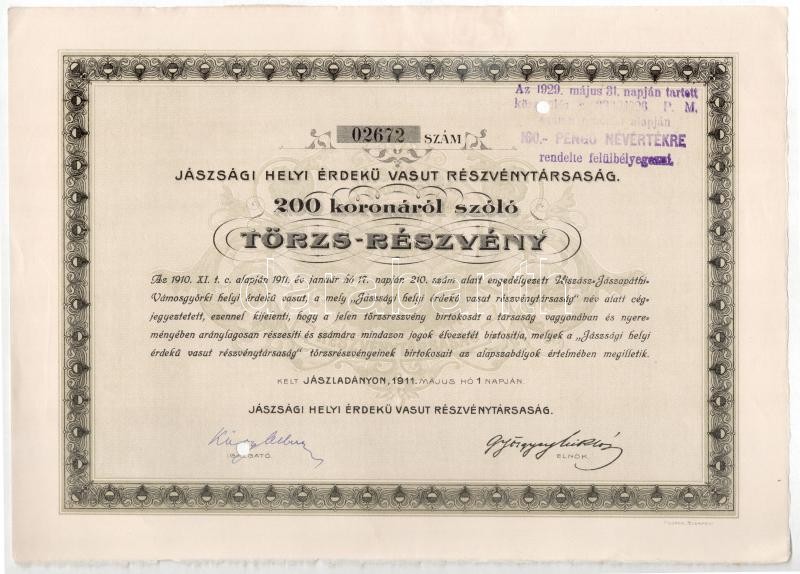 Az 1929. május 31. napján tartott
P. M.
alapján
160.- PENGŐ NÉVÉRTÉKRE
rendelte felülbélyegezni.
02672 SZÁM
JÁSZSÁGI HELYI ÉRDEKŰ VASUT RÉSZVÉNYTÁRSASÁG.
200 koronáról szóló
TÖRZS-RÉSZVÉNY
Az 1910. XI. t. c. alapján 1911. év január hó 17. napján 210. szám alatt engedélyezett Kiszász-Jászapáthi-
Vámosgyörki helyi érdekű vasut, a mely „Jászsági helyi érdekű vasut részvénytársaság" név alatt cég-
jegyeztetett, ezennel kijelenti, hogy a jelen törzsrészvény birtokosát a társaság vagyonában és nyere-
ményében aránylagosan részesíti és számára mindazon jogok élvezetét biztosítja, melyek a „Jászsági helyi
érdekű vasut részvénytársaság" törzsrészvényeinek birtokosait az alapszabályok értelmében megilletik.
KELT JÁSZLADÁNYON, 1911. MÁJUS HÓ 1 NAPJÁN.
JÁSZSÁGI HELYI ÉRDEKŰ VASUT RÉSZVÉNYTÁRSASÁG.
IGAZGATÓ.
ELNÖK.